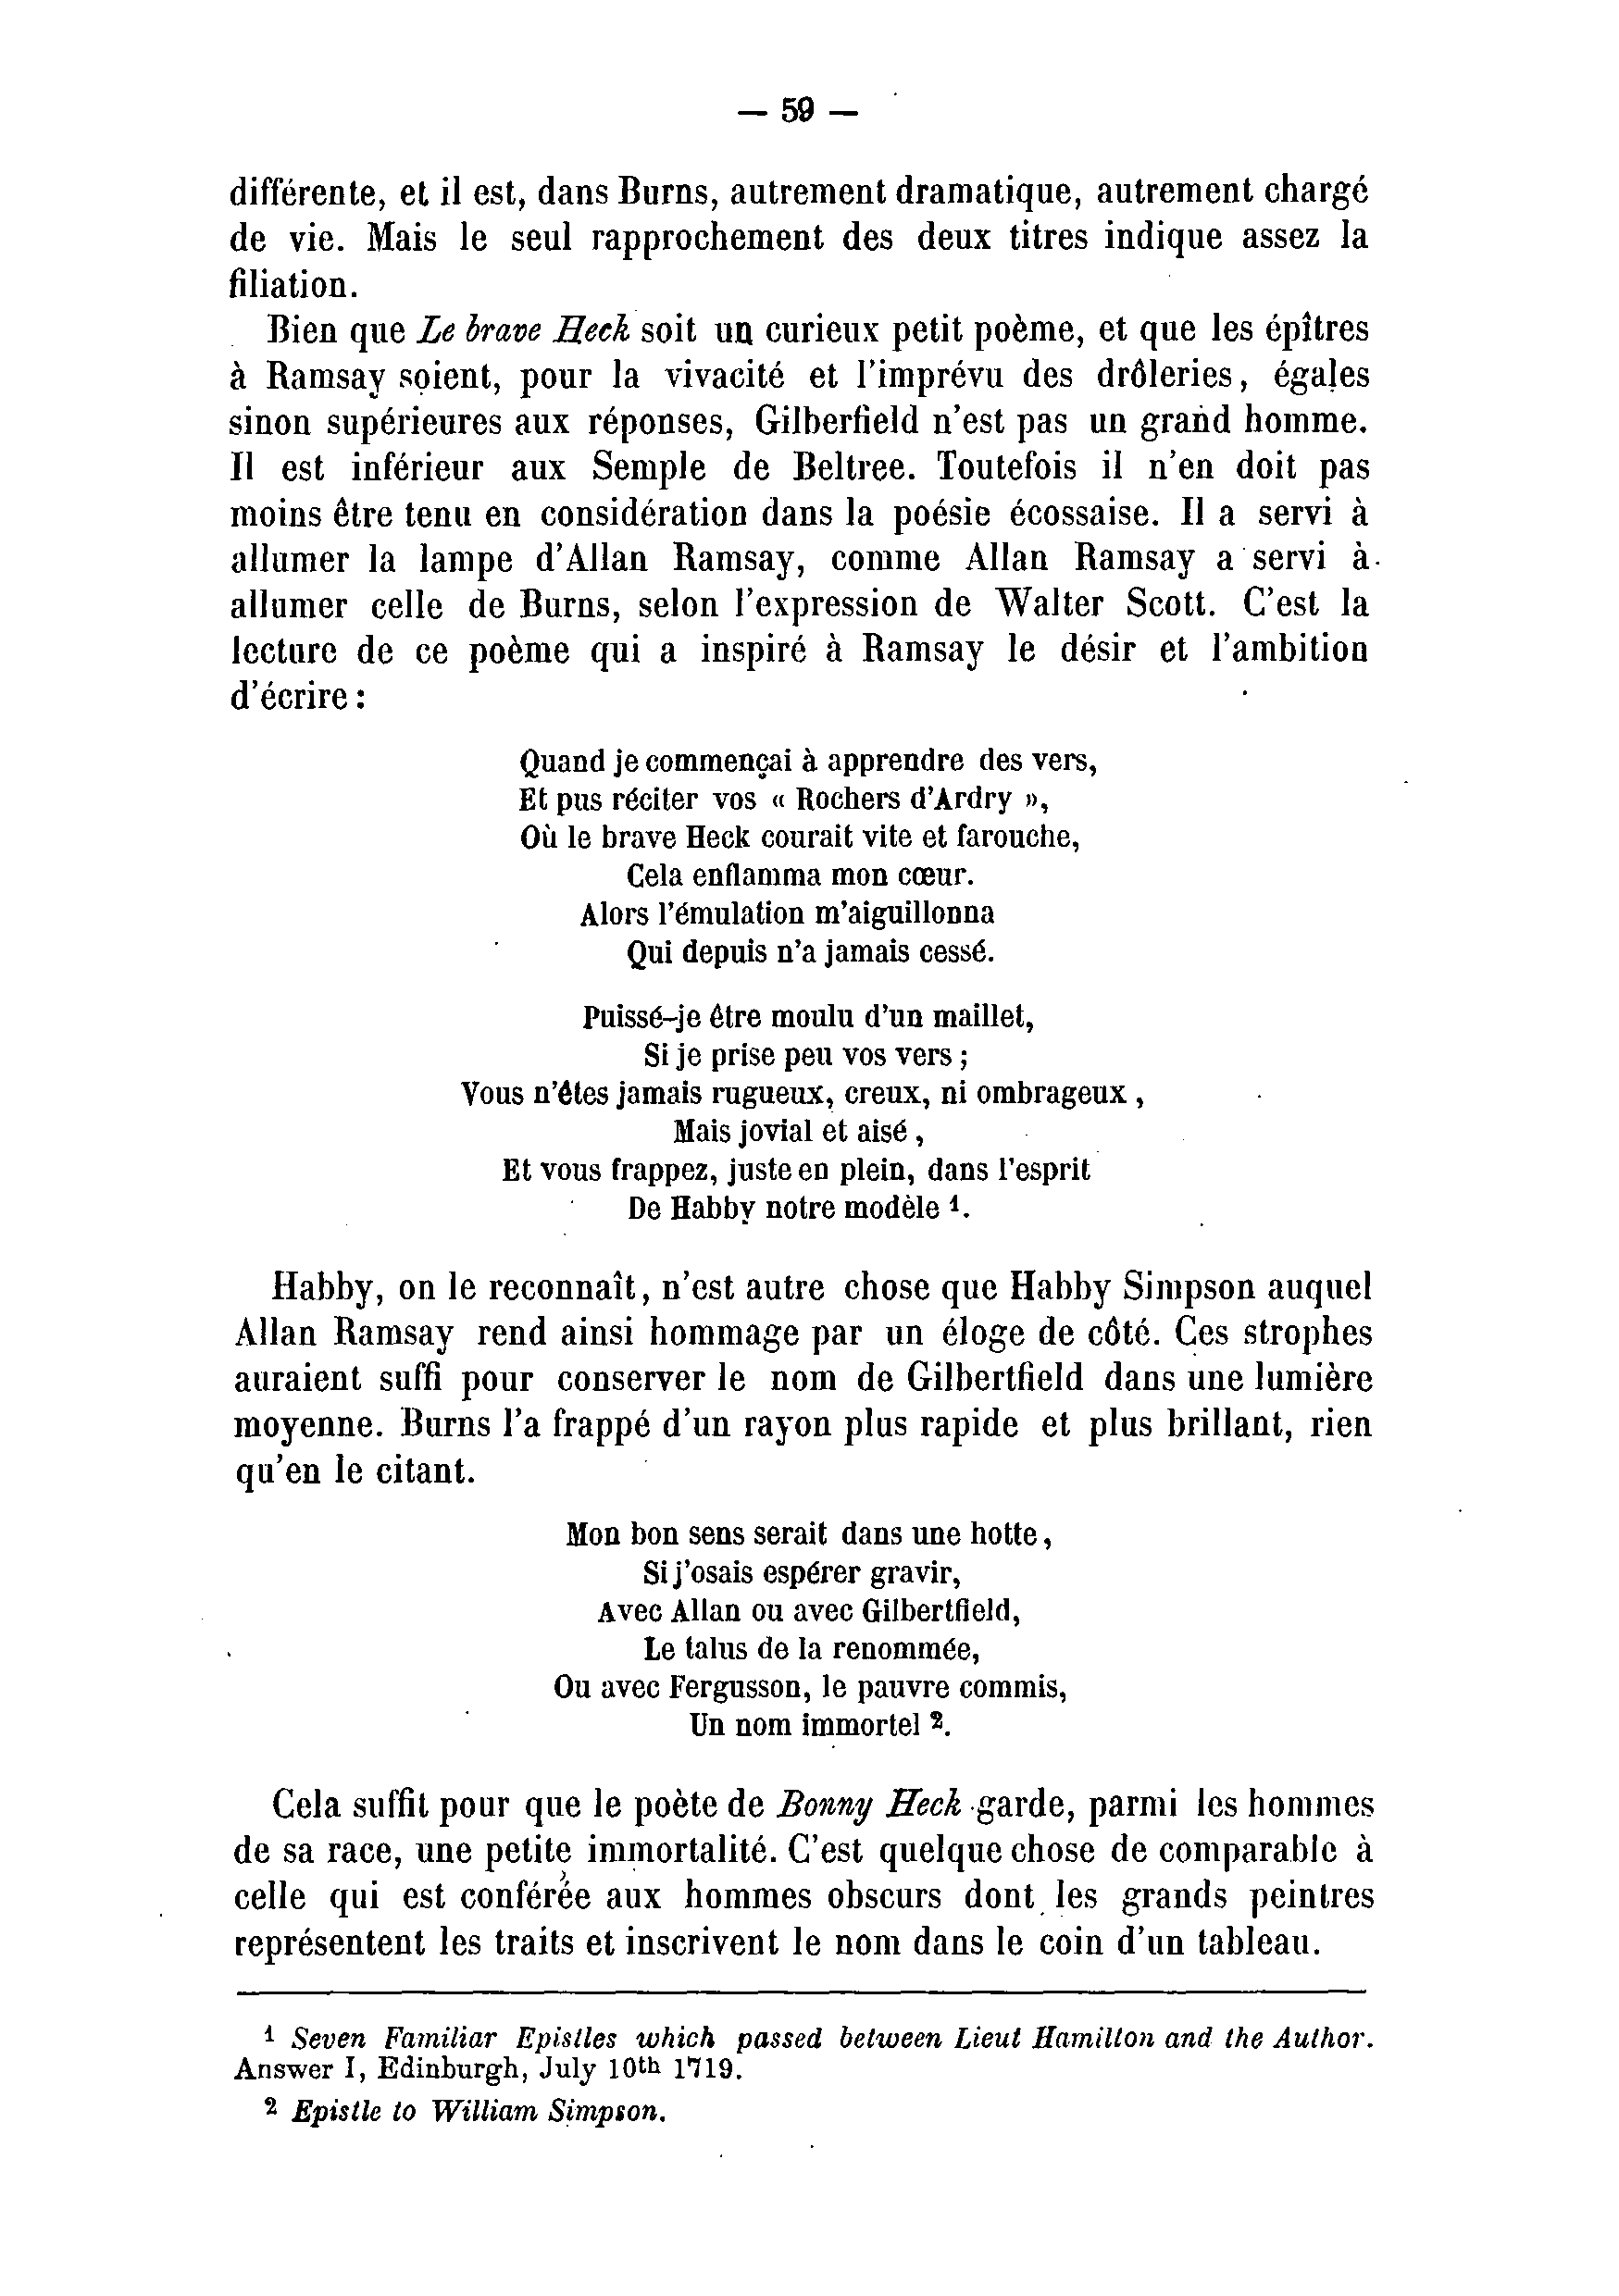 — 59 —
différente, et il est, dans Burns, autrement dramatique, autrement chargé
de vie. Mais le seul rapprochement des deux titres indique assez la
filiation.
Bien que Le brave Heck soit un curieux petit poème, et que les épîtres
à Ramsay soient, pour la vivacité et l'imprévu des drôleries, égales
sinon supérieures aux réponses, Gilberfield n'est pas un grand homme.
Il est inférieur aux Semple de Beltree. Toutefois il n'en doit pas
moins être tenu en considération dans la poésie écossaise. Il a servi à
allumer la lampe d'Allan Ramsay, comme Allan Ramsay a servi à
allumer celle de Burns, selon l'expression de Walter Scott. C'est la
lecture de ce poème qui a inspiré à Ramsay le désir et l'ambition
d'écrire :
Quand je commençai à apprendre des vers,
Et pus réciter vos « Rochers d'Ardry »,
Où le brave Heck courait vite et farouche,
Cela enflamma mon cœur.
Alors l'émulation m'aiguillonna
Qui depuis n'a jamais cessé.
Puissé-je être moulu d'un maillet,
Si je prise peu vos vers ;
Vous n'êtes jamais rugueux, creux, ni ombrageux ,
Mais jovial et aisé ,
Et vous frappez, juste en plein, dans l'esprit
De Habby notre modèle 1.
Habby, on le reconnaît, n'est autre chose que Habby Simpson auquel
Allan Ramsay rend ainsi hommage par un éloge de côté. Ces strophes
auraient suffi pour conserver le nom de Gilbertfield dans une lumière
moyenne. Burns l'a frappé d'un rayon plus rapide et plus brillant, rien
qu'en le citant.
Mon bon sens serait dans une hotte,
Si j'osais espérer gravir,
Avec Allan ou avec Gilbertfield,
Le talus de la renommée,
Ou avec Fergusson, le pauvre commis,
Un nom immortel 2.
Cela suffit pour que le poète de Bonny Heck garde, parmi les hommes
de sa race, une petite immortalité. C'est quelque chose de comparable à
celle qui est conférée aux hommes obscurs dont les grands peintres
représentent les traits et inscrivent le nom dans le coin d'un tableau.
1 Seven Familiar Epistles which passed between Lieut Hamilton and the Author.
Answer I, Edinburgh, July 10th 1719.
2 Epistle to William Simpson.